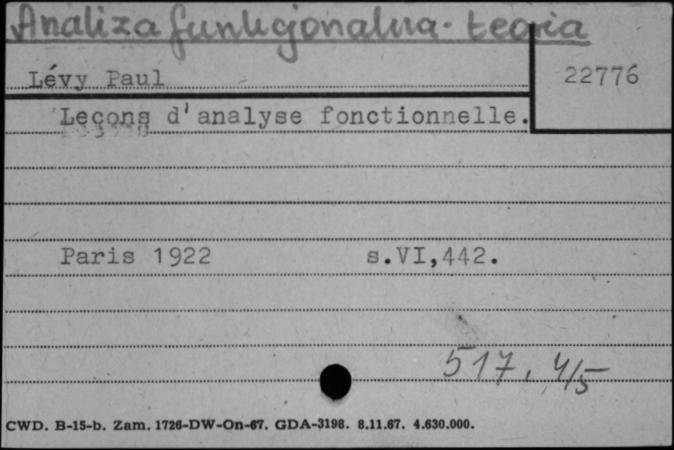 Analiza funkcjonalna - teoria
Lévy Paul
22776
Leçons d'analyse fonctionnelle.
Paris 1922 s.VI,442.
517.4/5
CWD. B-15-b. Zam. 1726-DW-On-67. GDA-3198. 8.11.67. 4.630.000.